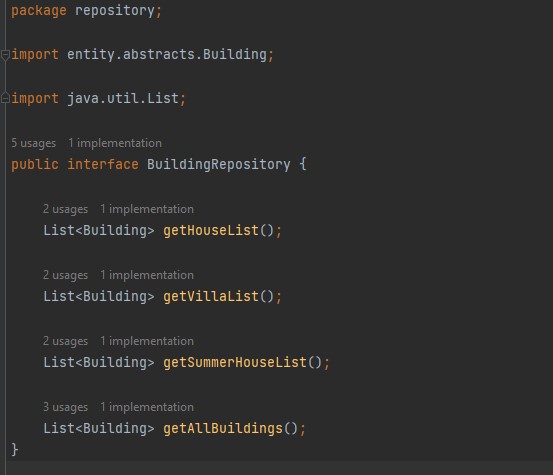 package repository;
import entity.abstracts.Building;
import java.util.List;
5 usages 1 implementation
public interface BuildingRepository {
2 usages 1 implementation
List<Building> getHouseList();
2 usages 1 implementation
List<Building> getVillaList();
2 usages 1 implementation
List<Building> getSummerHouseList();
3 usages 1 implementation
List<Building> getAllBuildings();
}